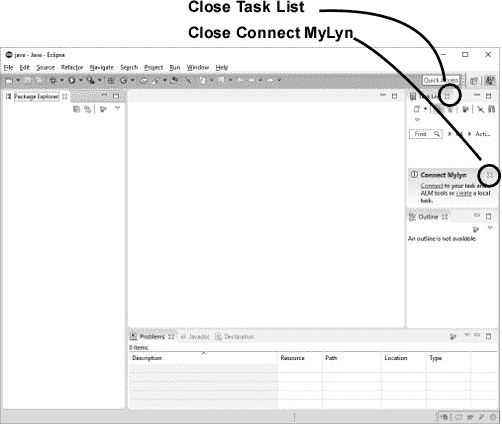 Close Task List
Close Connect MyLyn
java - Java - Eclipse
File Edit Source Refactor Navigate Search Project Run Window Help
Quick Access
Package Explorer
Task List
Find All Acti...
Connect Mylyn
Connect to your task and
ALM tools or create a local
task.
Outline
An outline is not available.
Problems Javadoc Declaration
0 items
Description Resource Path Location Type